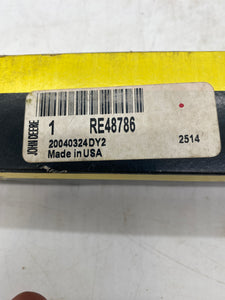 JOHN DEERE
1 RE48786
20040324DY2 2514
Made in USA